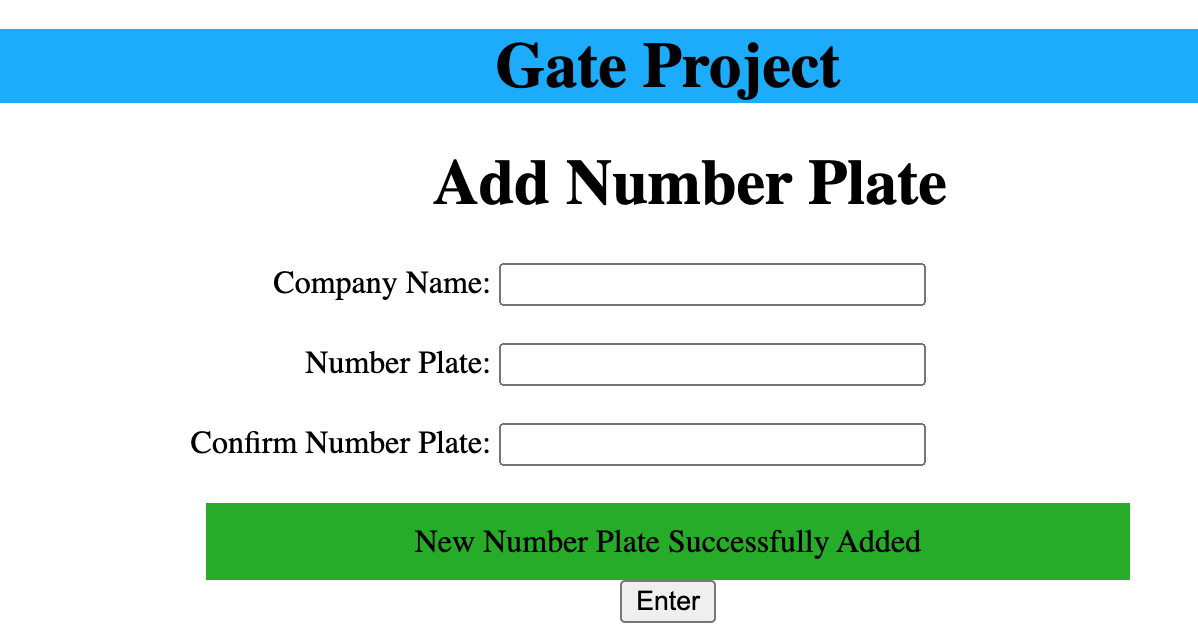 Gate Project
Add Number Plate
Company Name:
Number Plate:
Confirm Number Plate:
New Number Plate Successfully Added
Enter